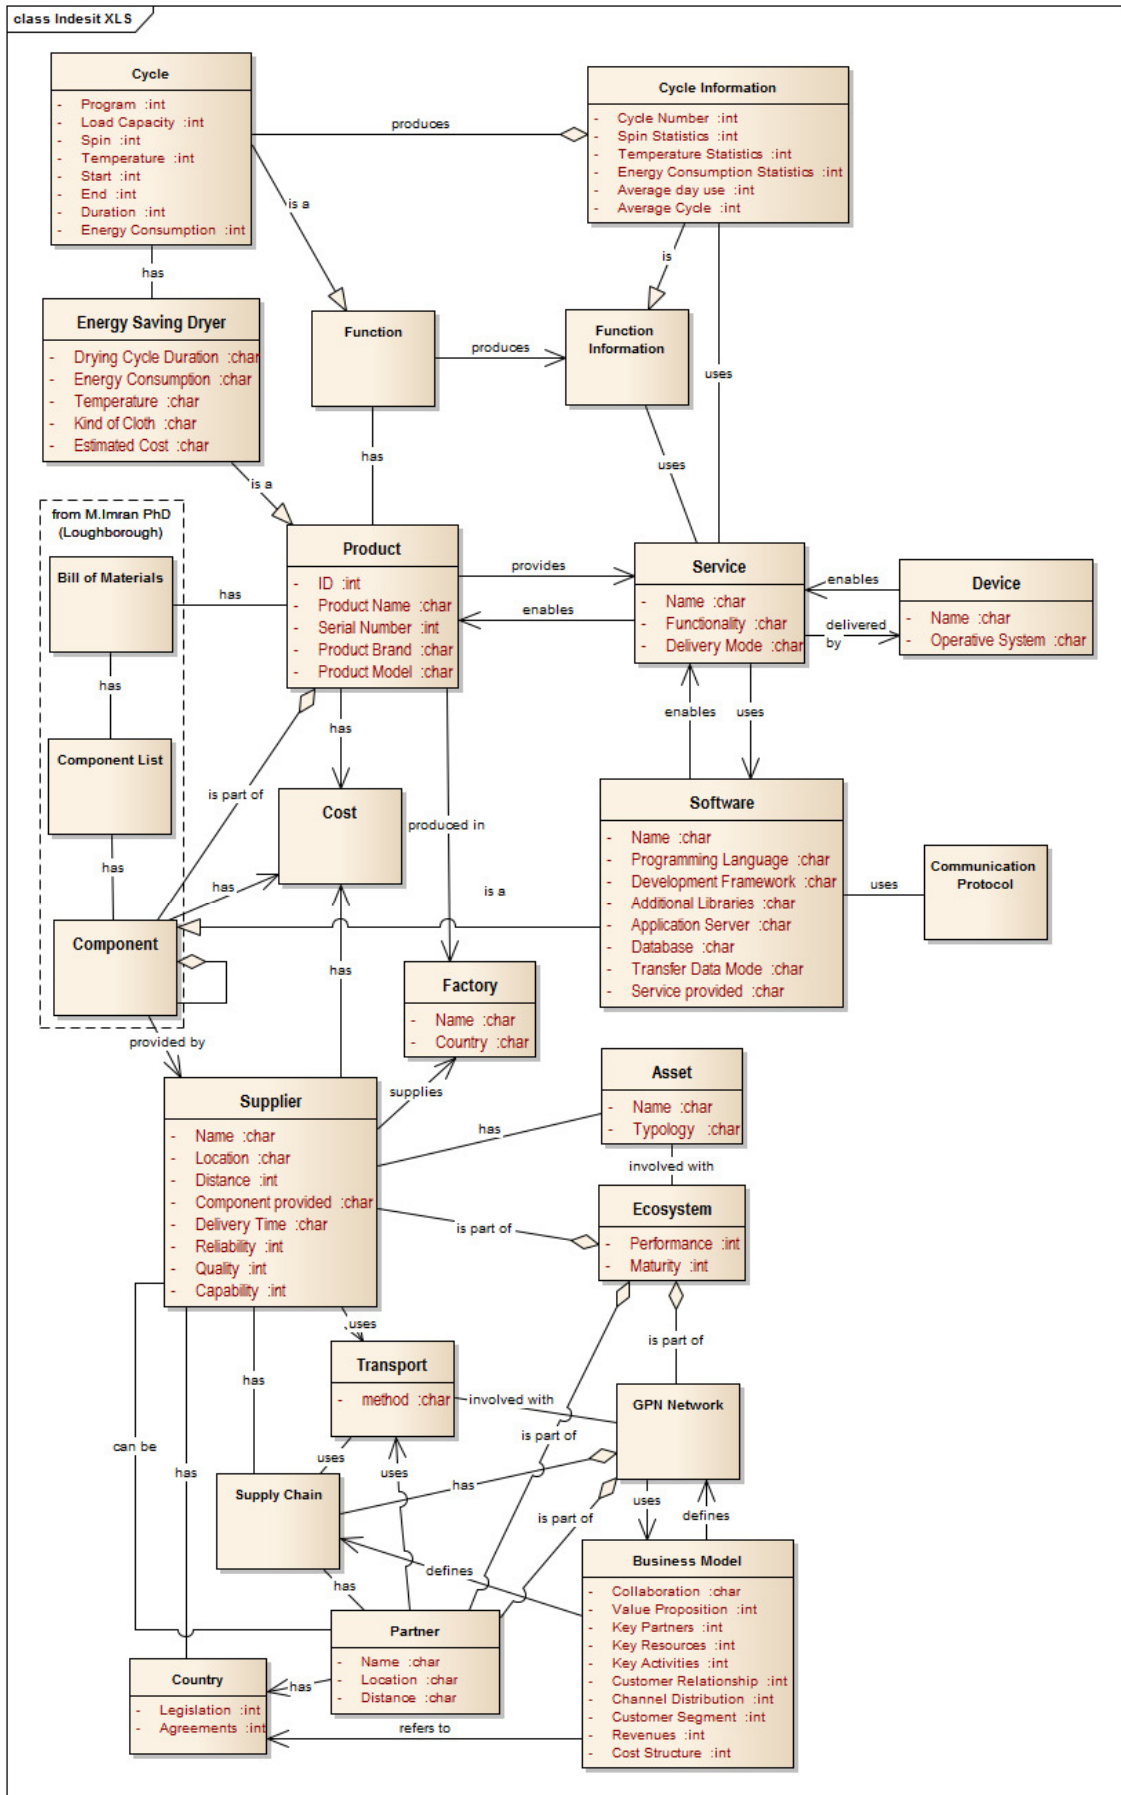 class Indesit XLS
Cycle
- Program :int
- Load Capacity :int
- Spin :int
- Temperature :int
- Start :int
- End :int
- Duration :int
- Energy Consumption :int
produces
Cycle Information
- Cycle Number :int
- Spin Statistics :int
- Temperature Statistics :int
- Energy Consumption Statistics :int
- Average day use :int
- Average Cycle :int
is a
has
is
uses
Energy Saving Dryer
- Drying Cycle Duration :char
- Energy Consumption :char
- Temperature :char
- Kind of Cloth :char
- Estimated Cost :char
Function
produces
Function
Information
has
uses
is a
from M.Imran PhD
(Loughborough)
Bill of Materials
has
Product
- ID :int
- Product Name :char
- Serial Number :int
- Product Brand :char
- Product Model :char
provides
enables
Service
- Name :char
- Functionality :char
- Delivery Mode :char
enables
delivered
by
Device
- Name :char
- Operative System :char
has
has
enables
uses
Component List
is part of
Cost
produced in
Software
- Name :char
- Programming Language :char
- Development Framework :char
- Additional Libraries :char
- Application Server :char
- Database :char
- Transfer Data Mode :char
- Service provided :char
uses
Communication
Protocol
has
has
is a
Component
has
Factory
- Name :char
- Country :char
provided by
supplies
Supplier
- Name :char
- Location :char
- Distance :int
- Component provided :char
- Delivery Time :char
- Reliability :int
- Quality :int
- Capability :int
has
Asset
- Name :char
- Typology :char
involved with
is part of
Ecosystem
- Performance :int
- Maturity :int
uses
is part of
has
Transport
- method :char
involved with
GPN Network
can be
has
uses
uses
is part of
has
is part of
uses
defines
Supply Chain
defines
has
Business Model
- Collaboration :char
- Value Proposition :int
- Key Partners :int
- Key Resources :int
- Key Activities :int
- Customer Relationship :int
- Channel Distribution :int
- Customer Segment :int
- Revenues :int
- Cost Structure :int
Partner
- Name :char
- Location :char
- Distance :char
has
Country
- Legislation :int
- Agreements :int
refers to